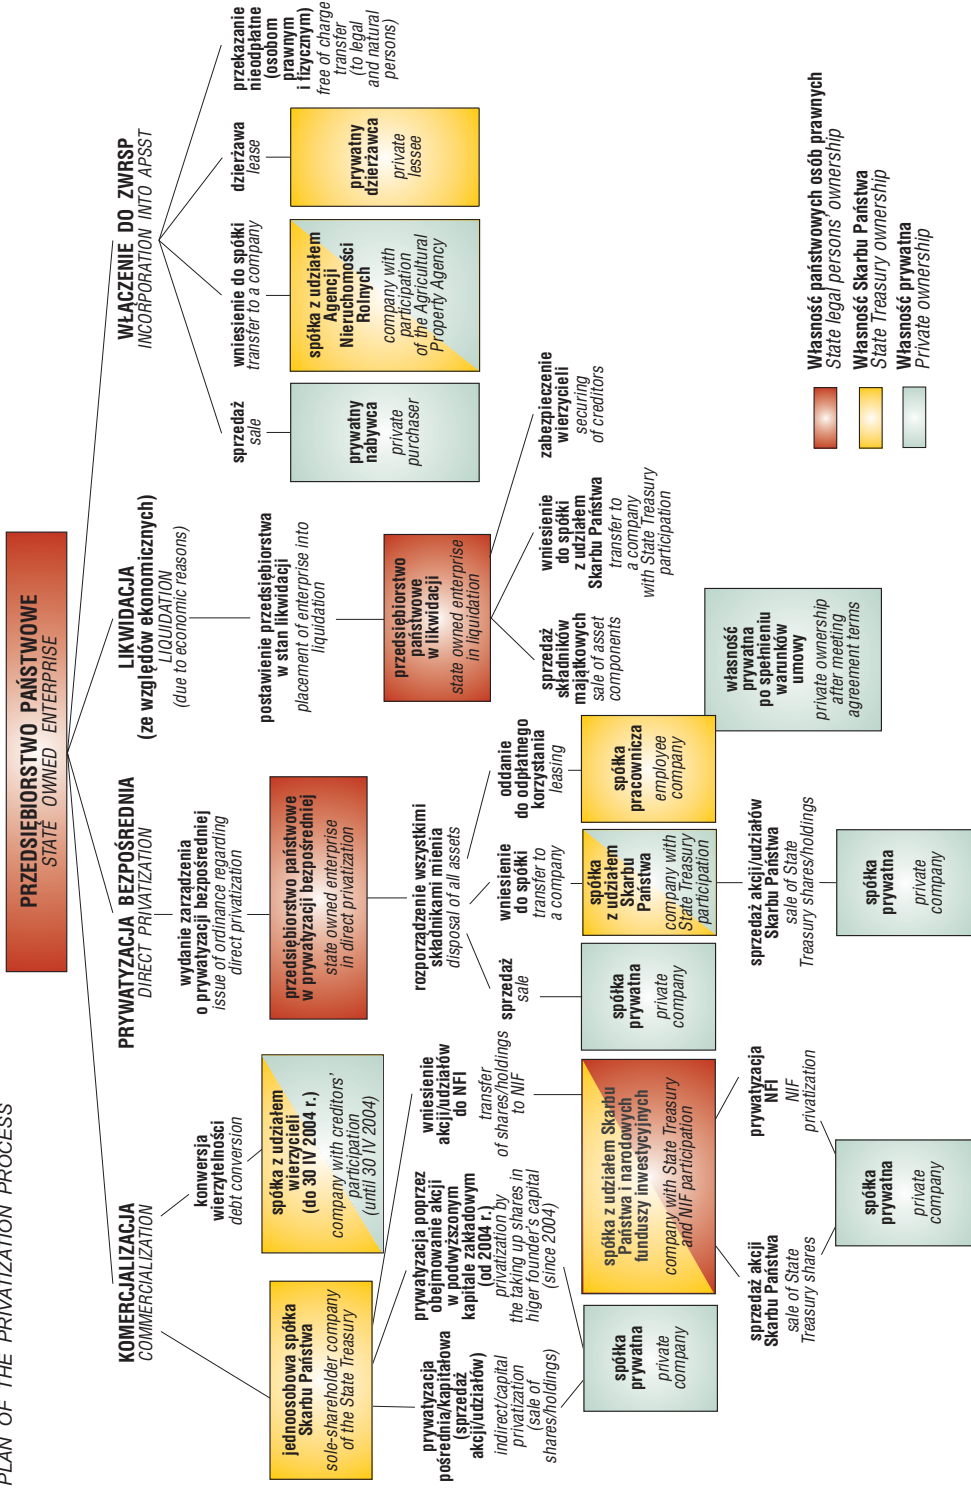 PLAN OF THE PRIVATIZATION PROCESS
PRZEDSIĘBIORSTWO PAŃSTWOWE
STATE OWNED ENTERPRISE
KOMERCJALIZACJA
COMMERCIALIZATION
PRYWATYZACJA BEZPOŚREDNIA
DIRECT PRIVATIZATION
LIKWIDACJA
(ze względów ekonomicznych)
LIQUIDATION
(due to economic reasons)
WŁĄCZENIE DO ZWRSP
INCORPORATION INTO APSST
konwersja
wierzytelności
debt conversion
wydanie zarządzenia
o prywatyzacji bezpośredniej
issue of ordinance regarding
direct privatization
postawienie przedsiębiorstwa
w stan likwidacji
placement of enterprise into
liquidation
sprzedaż
sale
wniesienie do spółki
transfer to a company
dzierżawa
lease
przekazanie
nieodpłatne
(osobom
prawnym
i fizycznym)
free of charge
transfer
(to legal
and natural
persons)
jednoosobowa spółka
Skarbu Państwa
sole-shareholder company
of the State Treasury
spółka z udziałem
wierzycieli
(do 30 IV 2004 r.)
company with creditors'
participation
(until 30 IV 2004)
przedsiębiorstwo państwowe
w prywatyzacji bezpośredniej
state owned enterprise
in direct privatization
przedsiębiorstwo
państwowe
w likwidacji
state owned enterprise
in liquidation
prywatny
nabywca
private
purchaser
spółka z udziałem
Agencji
Nieruchomości
Rolnych
company with
participation
of the Agricultural
Property Agency
prywatny
dzierżawca
private
lessee
prywatyzacja
pośrednia/kapitałowa
(sprzedaż
akcji/udziałów)
indirect/capital
privatization
(sale of
shares/holdings)
prywatyzacja poprzez
obejmowanie akcji
w podwyższonym
kapitale zakładowym
(od 2004 r.)
privatization by
the taking up shares in
higer founder's capital
(since 2004)
wniesienie
akcji/udziałów
do NFI
transfer
of shares/holdings
to NIF
rozporządzenie wszystkimi
składnikami mienia
disposal of all assets
sprzedaż
sale
wniesienie
do spółki
transfer to
a company
oddanie
do odpłatnego
korzystania
leasing
sprzedaż
składników
mająkowych
sale of asset
components
wniesienie
do spółki
z udziałem
Skarbu Państwa
transfer to
a company
with State Treasury
participation
zabezpieczenie
wierzycieli
securing
of creditors
spółka
prywatna
private
company
spółka z udziałem Skarbu
Państwa i narodowych
funduszy inwestycyjnych
company with State Treasury
and NIF participation
spółka
prywatna
private
company
spółka
z udziałem
Skarbu
Państwa
company with
State Treasury
participation
spółka
pracownicza
employee
company
własność
prywatna
po spełnieniu
warunków
umowy
private ownership
after meeting
agreement terms
sprzedaż akcji
Skarbu Państwa
sale of State
Treasury shares
prywatyzacja
NFI
NIF
privatization
sprzedaż akcji/udziałów
Skarbu Państwa
sale of State
Treasury shares/holdings
spółka
prywatna
private
company
spółka
prywatna
private
company
Własność państwowych osób prawnych
State legal persons' ownership
Własność Skarbu Państwa
State Treasury ownership
Własność prywatna
Private ownership